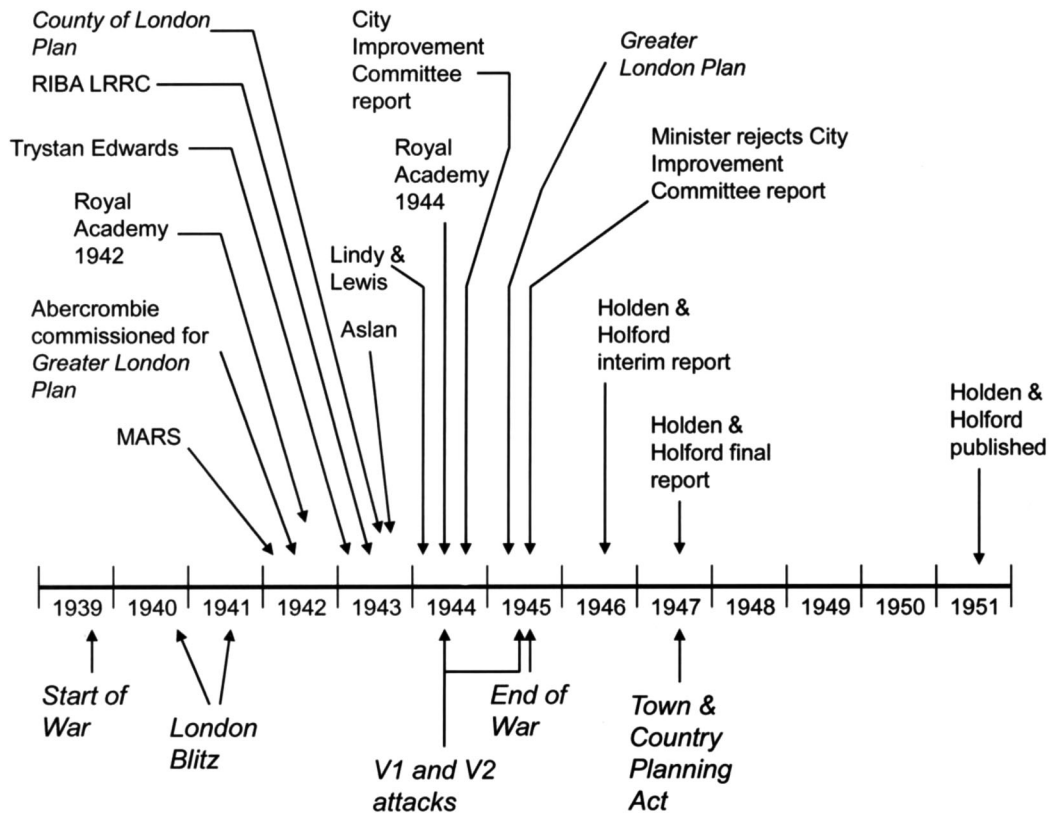 County of London
Plan
RIBA LRRC
Trystan Edwards
Royal
Academy
1942
Abercrombie
commissioned for
Greater London
Plan
MARS
City
Improvement
Committee
report
Royal
Academy
1944
Lindy &
Lewis
Aslan
Greater
London Plan
Minister rejects City
Improvement
Committee report
Holden &
Holford
interim report
Holden &
Holford final
report
Holden &
Holford
published
1939 1940 1941 1942 1943 1944 1945 1946 1947 1948 1949 1950 1951
Start of
War
London
Blitz
V1 and V2
attacks
End of
War
Town &
Country
Planning
Act